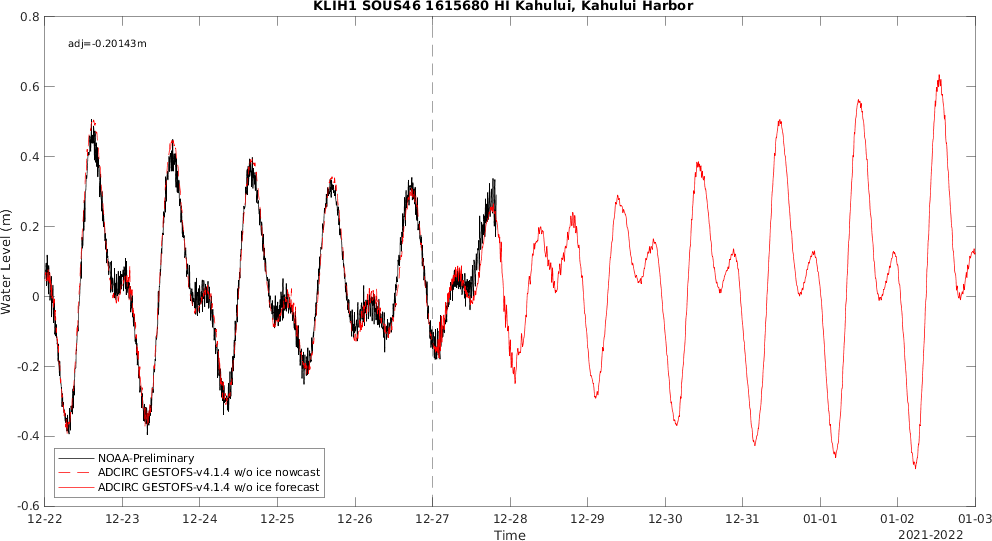 KLIH1 SOUS46 1615680 HI Kahului, Kahului Harbor
adj=-0.20143m
Water Level (m)
0.8
0.6
0.4
0.2
0
-0.2
-0.4
-0.6
NOAA-Preliminary
ADCIRC GESTOFS-v4.1.4 w/o ice nowcast
ADCIRC GESTOFS-v4.1.4 w/o ice forecast
12-22 12-23 12-24 12-25 12-26 12-27 12-28 12-29 12-30 12-31 01-01 01-02 01-03
Time
2021-2022